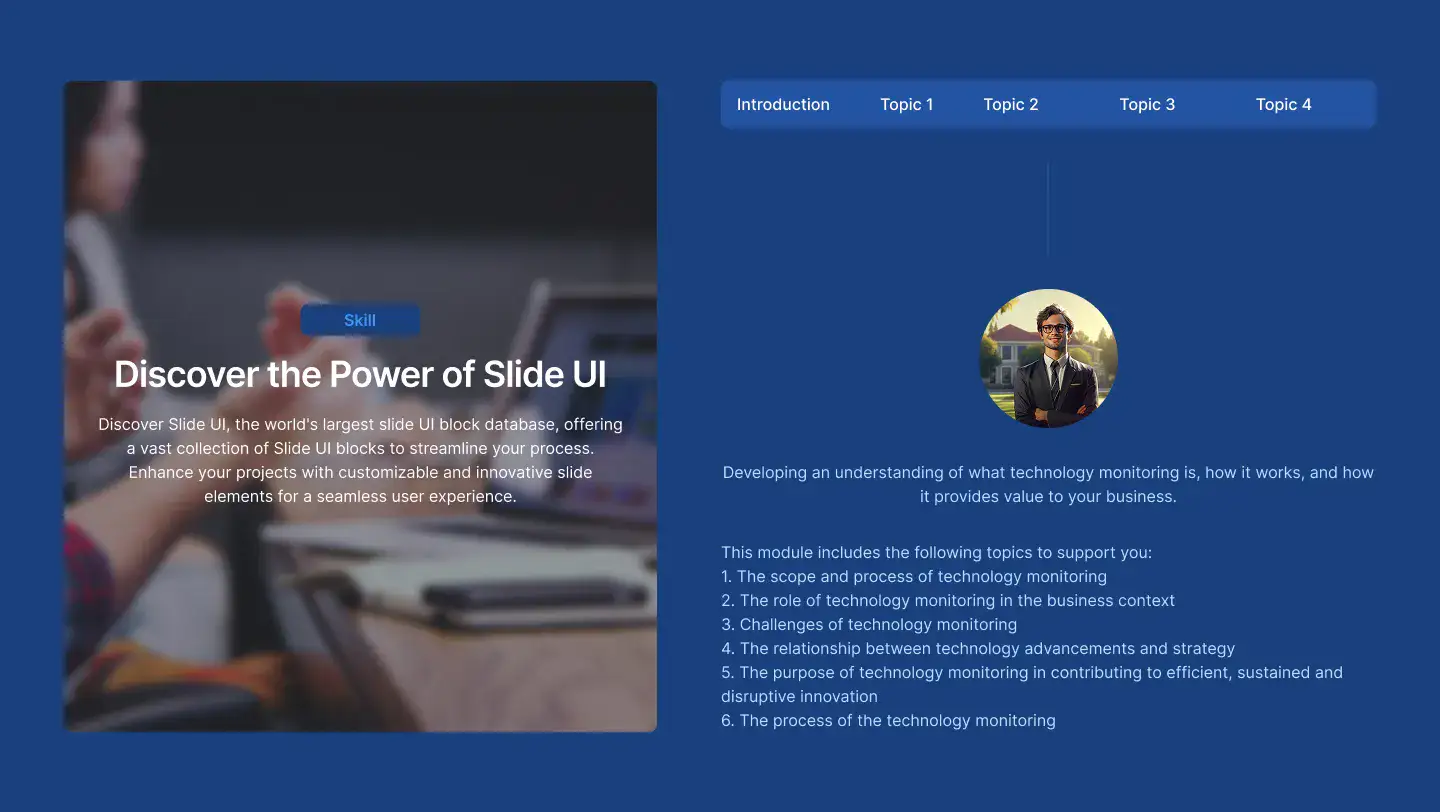 Skill
Discover the Power of Slide UI
Discover Slide UI, the world's largest slide UI block database, offering
a vast collection of Slide UI blocks to streamline your process.
Enhance your projects with customizable and innovative slide
elements for a seamless user experience.
Introduction Topic 1 Topic 2 Topic 3 Topic 4
Developing an understanding of what technology monitoring is, how it works, and how
it provides value to your business.
This module includes the following topics to support you:
1. The scope and process of technology monitoring
2. The role of technology monitoring in the business context
3. Challenges of technology monitoring
4. The relationship between technology advancements and strategy
5. The purpose of technology monitoring in contributing to efficient, sustained and
disruptive innovation
6. The process of the technology monitoring